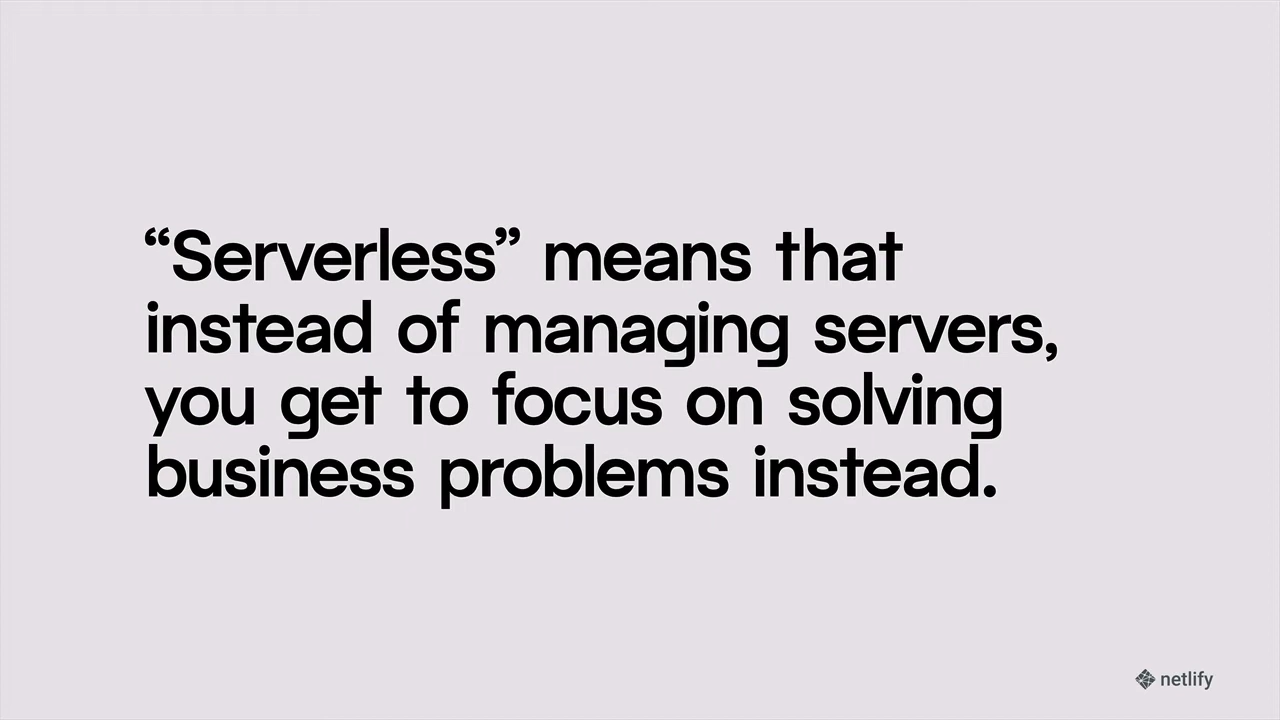 “Serverless” means that
instead of managing servers,
you get to focus on solving
business problems instead.
netlify